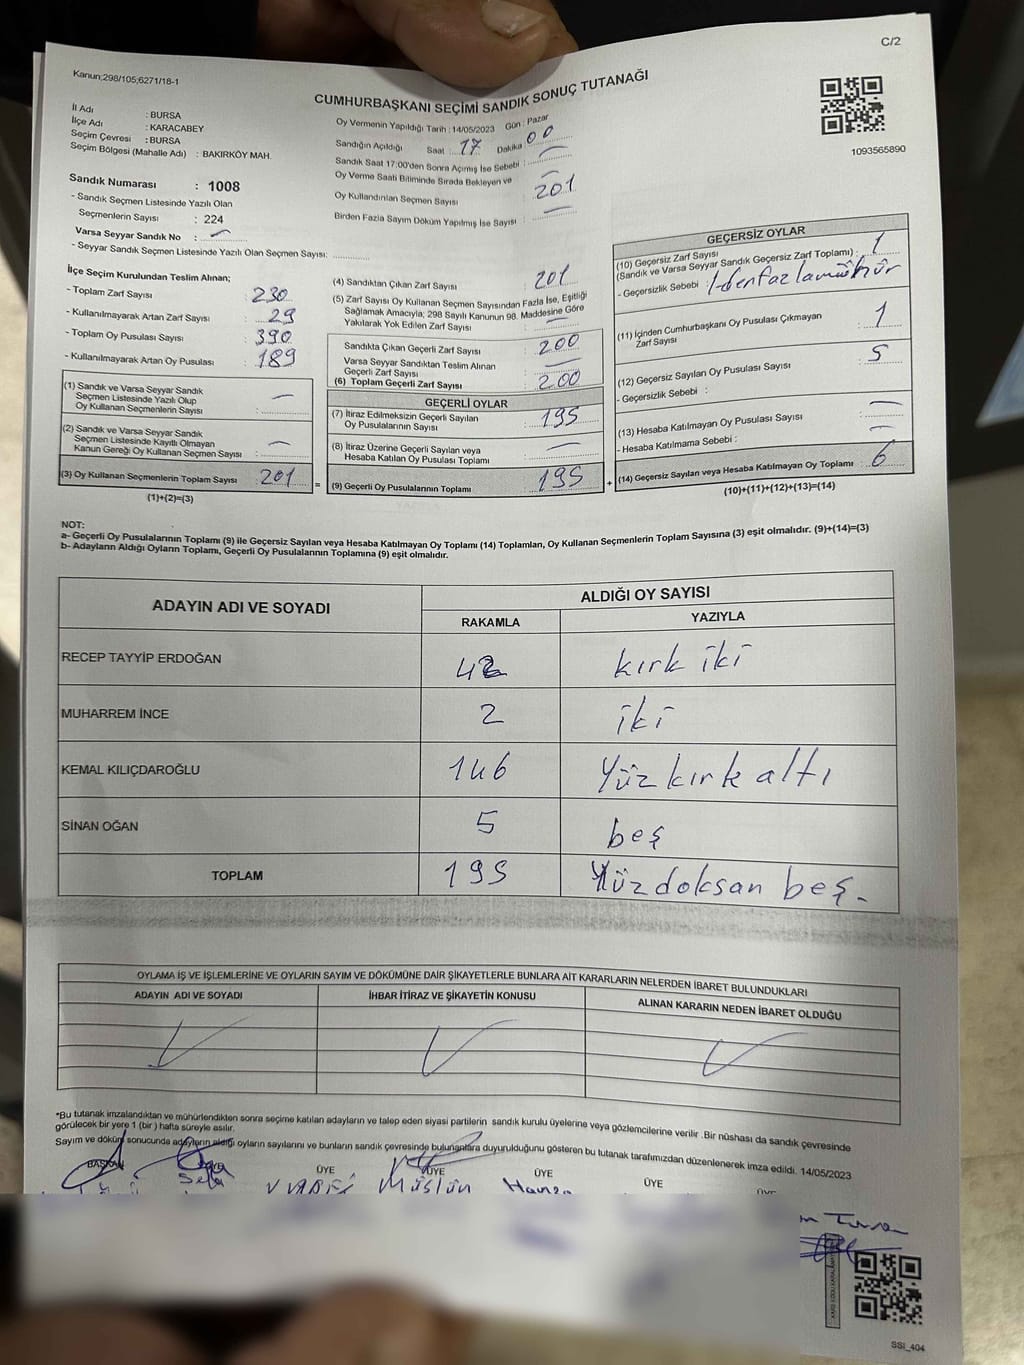 C/2
Kanun;298/105;6271/18-1
CUMHURBAŞKANI SEÇİMİ SANDIK SONUÇ TUTANAĞI
1093565890
İl Adı : BURSA
İlçe Adı : KARACABEY
Seçim Çevresi : BURSA
Seçim Bölgesi (Mahalle Adı) : BAKIRKÖY MAH.
Sandık Numarası : 1008
- Sandık Seçmen Listesinde Yazılı Olan
Seçmenlerin Sayısı : 224
Varsa Seyyar Sandık No :
- Seyyar Sandık Seçmen Listesinde Yazılı Olan Seçmen Sayısı:
Oy Vermenin Yapıldığı Tarih : 14/05/2023 Gün : Pazar
Sandığın Açıldığı Saat : 17 Dakika 00
Sandık Saat 17:00'den Sonra Açımış İse Sebebi :
Oy Verme Saati Bitiminde Sırada Bekleyen ve
Oy Kullandırılan Seçmen Sayısı : 201
Birden Fazla Sayım Döküm Yapılmış İse Sayısı :
İlçe Seçim Kurulundan Teslim Alınan;
- Toplam Zarf Sayısı : 230
- Kullanılmayarak Artan Zarf Sayısı : 29
- Toplam Oy Pusulası Sayısı : 390
- Kullanılmayarak Artan Oy Pusulası : 189
(1) Sandık ve Varsa Seyyar Sandık
Seçmen Listesinde Yazılı Olup
Oy Kullanan Seçmenlerin Sayısı :
(2) Sandık ve Varsa Seyyar Sandık
Seçmen Listesinde Kayıtlı Olmayan
Kanun Gereği Oy Kullanan Seçmen Sayısı :
(3) Oy Kullanan Seçmenlerin Toplam Sayısı : 201
(1)+(2)=(3)
(4) Sandıktan Çıkan Zarf Sayısı : 201
(5) Zarf Sayısı Oy Kullanan Seçmen Sayısından Fazla İse, Eşitliği
Sağlamak Amacıyla; 298 Sayılı Kanunun 98. Maddesine Göre
Yakılarak Yok Edilen Zarf Sayısı :
Sandıkta Çıkan Geçerli Zarf Sayısı : 200
Varsa Seyyar Sandıktan Teslim Alınan
Geçerli Zarf Sayısı :
(6) Toplam Geçerli Zarf Sayısı : 200
GEÇERLİ OYLAR
(7) İtiraz Edilmeksizin Geçerli Sayılan
Oy Pusulalarının Sayısı : 195
(8) İtiraz Üzerine Geçerli Sayılan veya
Hesaba Katılan Oy Pusulası Toplamı :
= (9) Geçerli Oy Pusulalarının Toplamı : 195
GEÇERSİZ OYLAR
(10) Geçersiz Zarf Sayısı
(Sandık ve Varsa Seyyar Sandık Geçersiz Zarf Toplamı) : 1
- Geçersizlik Sebebi : 1-den fazla mühür
(11) İçinden Cumhurbaşkanı Oy Pusulası Çıkmayan
Zarf Sayısı : 1
(12) Geçersiz Sayılan Oy Pusulası Sayısı : 5
- Geçersizlik Sebebi :
(13) Hesaba Katılmayan Oy Pusulası Sayısı :
- Hesaba Katılmama Sebebi :
+ (14) Geçersiz Sayılan veya Hesaba Katılmayan Oy Toplamı : 6
(10)+(11)+(12)+(13)=(14)
NOT:
a- Geçerli Oy Pusulalarının Toplamı (9) ile Geçersiz Sayılan veya Hesaba Katılmayan Oy Toplamı (14) Toplamları, Oy Kullanan Seçmenlerin Toplam Sayısına (3) eşit olmalıdır. (9)+(14)=(3)
b- Adayların Aldığı Oyların Toplamı, Geçerli Oy Pusulalarının Toplamına (9) eşit olmalıdır.
ADAYIN ADI VE SOYADI ALDIĞI OY SAYISI
RAKAMLA YAZIYLA
RECEP TAYYİP ERDOĞAN 42 kırk iki
MUHARREM İNCE 2 iki
KEMAL KILIÇDAROĞLU 146 Yüz kırk altı
SİNAN OĞAN 5 beş
TOPLAM 195 Yüzdoksan beş.
OYLAMA İŞ VE İŞLEMLERİNE VE OYLARIN SAYIM VE DÖKÜMÜNE DAİR ŞİKAYETLERLE BUNLARA AİT KARARLARIN NELERDEN İBARET BULUNDUKLARI
ADAYIN ADI VE SOYADI İHBAR İTİRAZ VE ŞİKAYETİN KONUSU ALINAN KARARIN NEDEN İBARET OLDUĞU
*Bu tutanak imzalandıktan ve mühürlendikten sonra seçime katılan adayların ve talep eden siyasi partilerin sandık kurulu üyelerine veya gözlemcilerine verilir .Bir nüshası da sandık çevresinde
görülecek bir yere 1 (bir ) hafta süreyle asılır.
Sayım ve döküm sonucunda adayların aldığı oyların sayılarını ve bunların sandık çevresinde bulunanlara duyurulduğunu gösteren bu tutanak tarafımızdan düzenlenerek imza edildi. 14/05/2023
BAŞKAN ÜYE ÜYE ÜYE ÜYE
SSİ_404